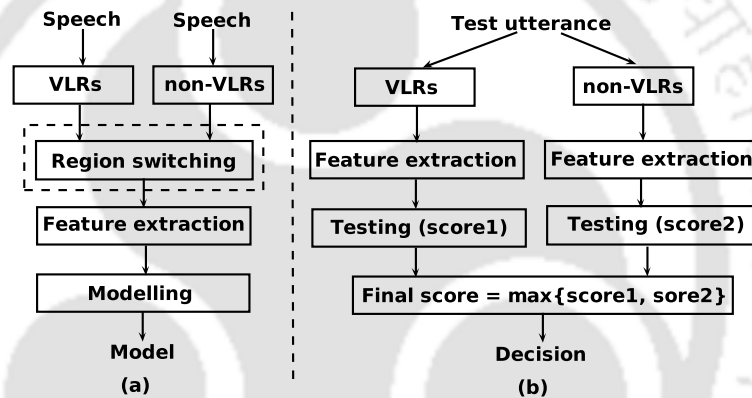 Speech
Speech
VLRs
non-VLRs
Region switching
Feature extraction
Modelling
Model
(a)
Test utterance
VLRs
non-VLRs
Feature extraction
Feature extraction
Testing (score1)
Testing (score2)
Final score = max{score1, sore2}
Decision
(b)